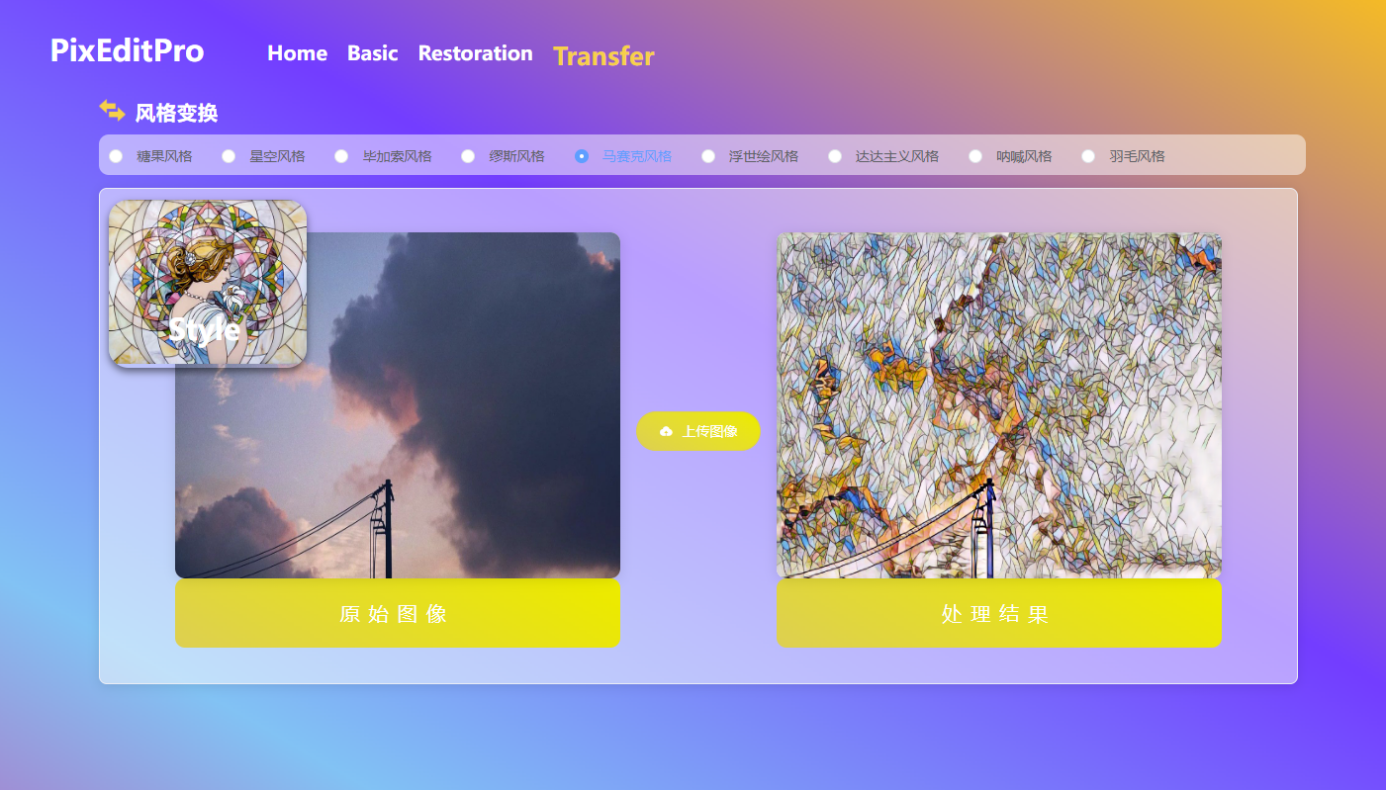 PixEditPro Home Basic Restoration Transfer
风格变换
糖果风格 星空风格 毕加索风格 缪斯风格 马赛克风格 浮世绘风格 达达主义风格 呐喊风格 羽毛风格
Style
上传图像
原始图像 处理结果